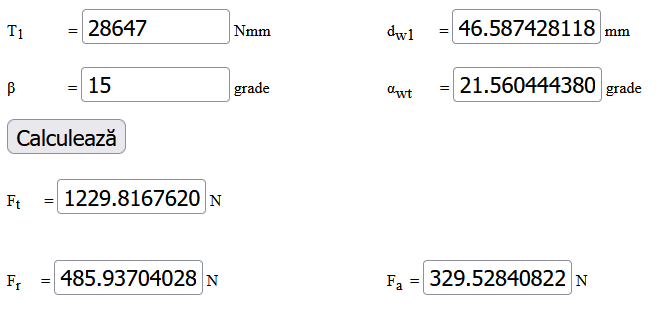 T1 = 28647 Nmm dw1 = 46.587428118 mm
β = 15 grade αwt = 21.560444380 grade
Calculează
Ft = 1229.8167620 N
Fr = 485.93704028 N Fa = 329.52840822 N